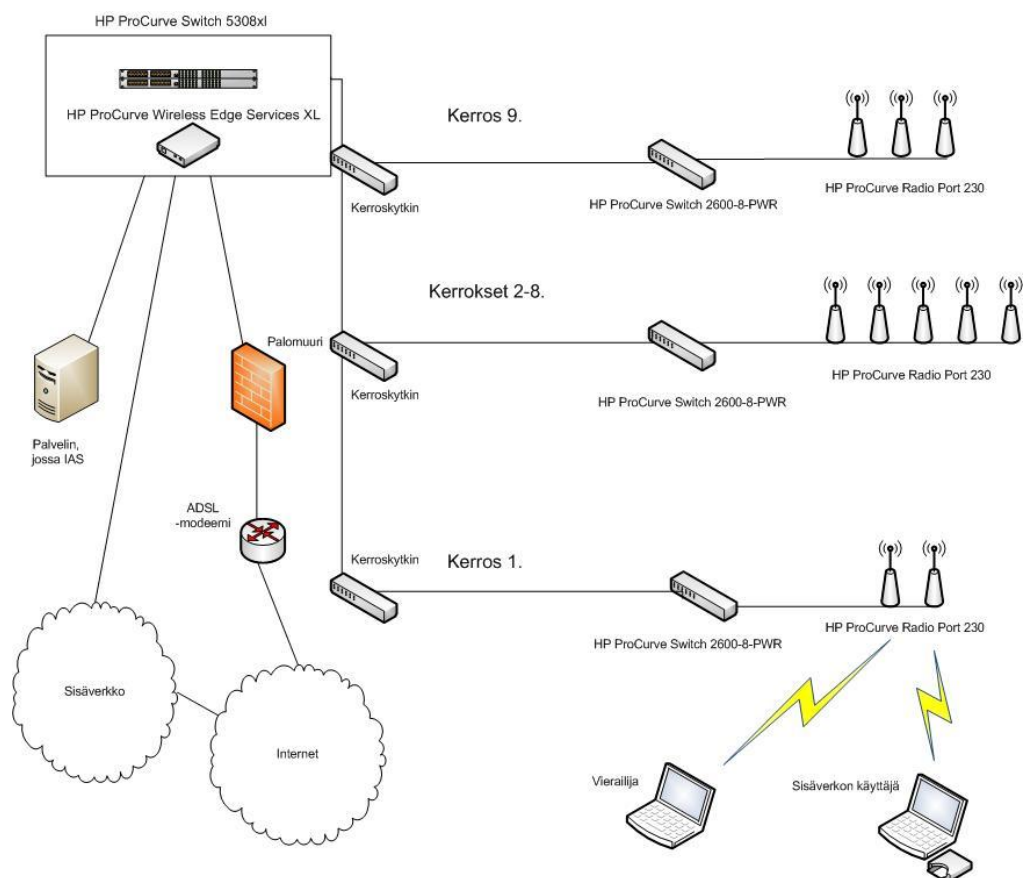 HP ProCurve Switch 5308xl
HP ProCurve Wireless Edge Services XL
Kerros 9.
Kerroskytkin
HP ProCurve Switch 2600-8-PWR
HP ProCurve Radio Port 230
Kerrokset 2-8.
Palomuuri
Kerroskytkin
HP ProCurve Switch 2600-8-PWR
HP ProCurve Radio Port 230
Palvelin,
jossa IAS
ADSL
-modeemi
Kerroskytkin
Kerros 1.
HP ProCurve Switch 2600-8-PWR
HP ProCurve Radio Port 230
Sisäverkko
Internet
Vierailija
Sisäverkon käyttäjä